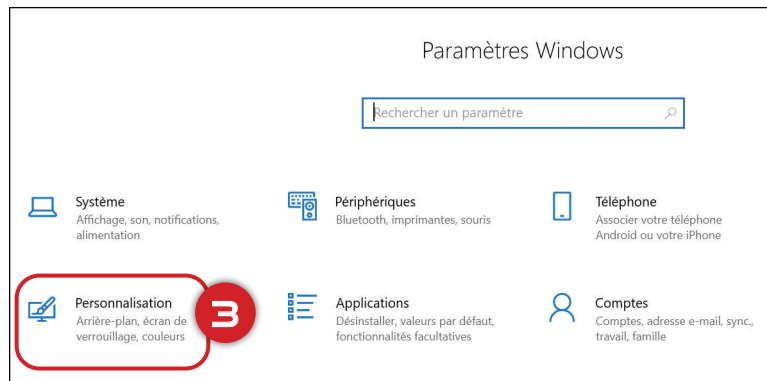 Paramètres Windows
Rechercher un paramètre
Système
Affichage, son, notifications,
alimentation
Périphériques
Bluetooth, imprimantes, souris
Téléphone
Associer votre téléphone
Android ou votre iPhone
Personnalisation
Arrière-plan, écran de
verrouillage, couleurs
3
Applications
Désinstaller, valeurs par défaut,
fonctionnalités facultatives
Comptes
Comptes, adresse e-mail, sync.,
travail, famille